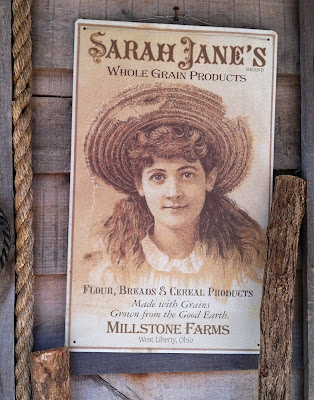 SARAH JANE'S
BRAND
WHOLE GRAIN PRODUCTS
FLOUR, BREADS & CEREAL PRODUCTS
Made with Grains
Grown from the Good Earth.
MILLSTONE FARMS
West Liberty, Ohio